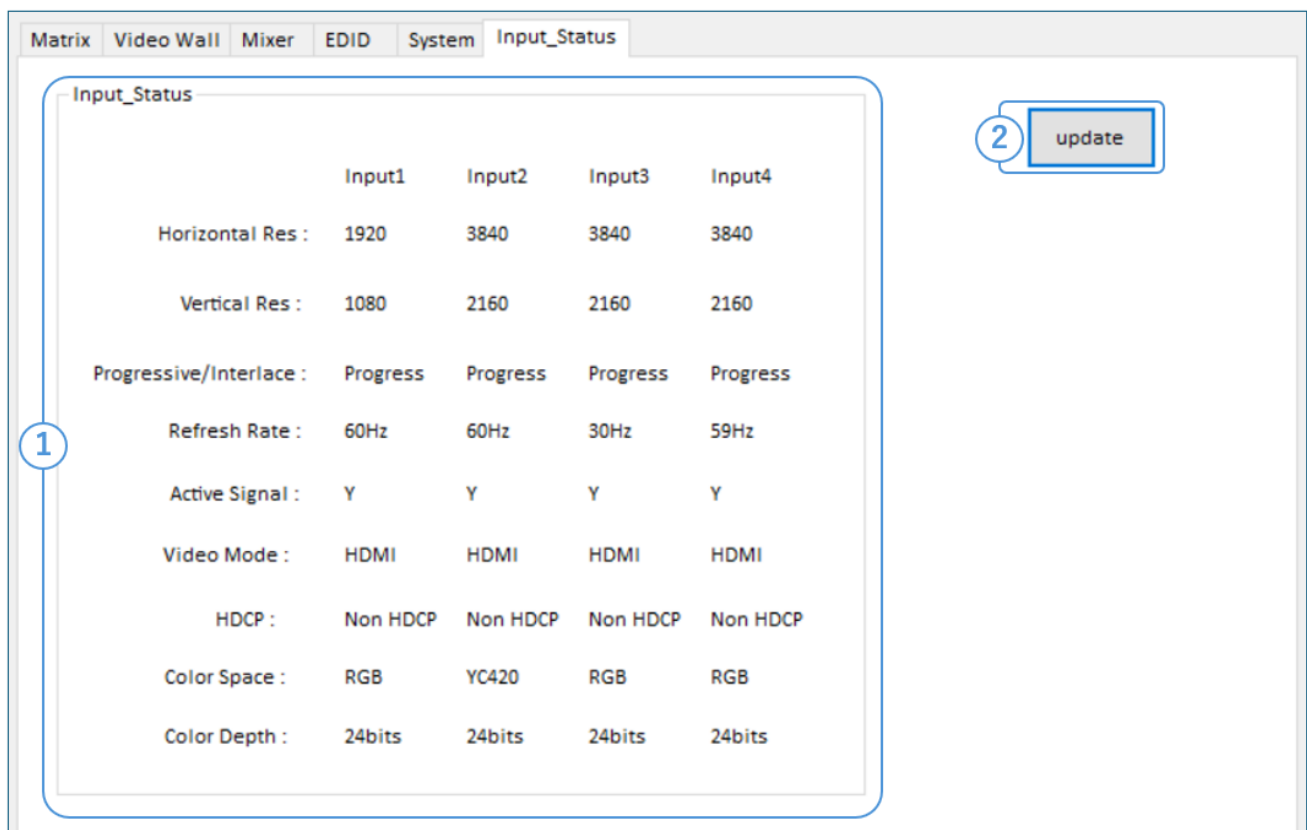 Matrix Video Wall Mixer EDID System Input_Status
Input_Status
2 update
Input1 Input2 Input3 Input4
Horizontal Res : 1920 3840 3840 3840
Vertical Res : 1080 2160 2160 2160
Progressive/Interlace : Progress Progress Progress Progress
1
Refresh Rate : 60Hz 60Hz 30Hz 59Hz
Active Signal : Y Y Y Y
Video Mode : HDMI HDMI HDMI HDMI
HDCP : Non HDCP Non HDCP Non HDCP Non HDCP
Color Space : RGB YC420 RGB RGB
Color Depth : 24bits 24bits 24bits 24bits